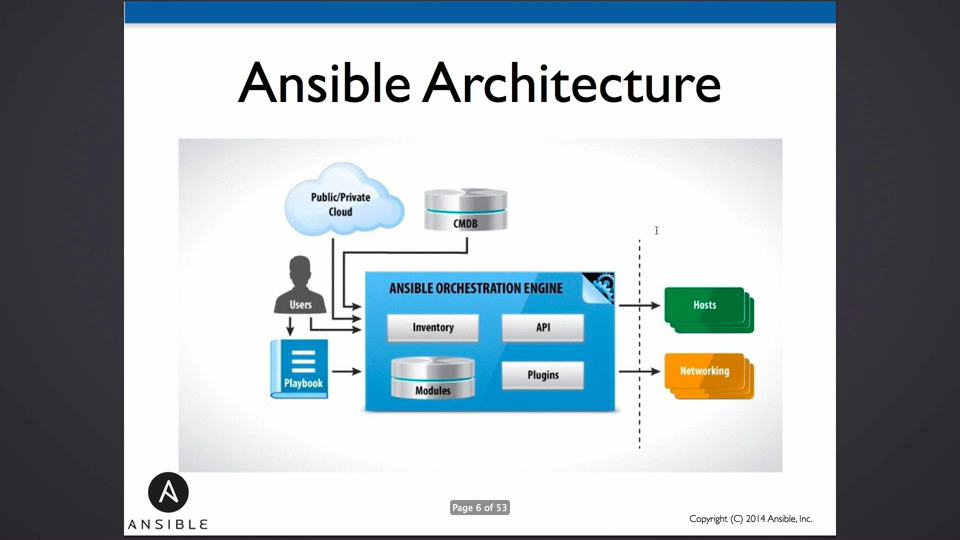 Ansible Architecture
Public/Private
Cloud
CMDB
Users
Playbook
ANSIBLE ORCHESTRATION ENGINE
Inventory
API
Modules
Plugins
Hosts
Networking
ANSIBLE
Page 6 of 53
Copyright (C) 2014 Ansible, Inc.